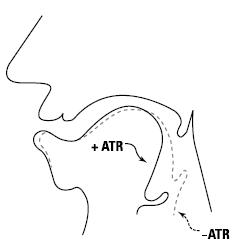 + ATR
–ATR